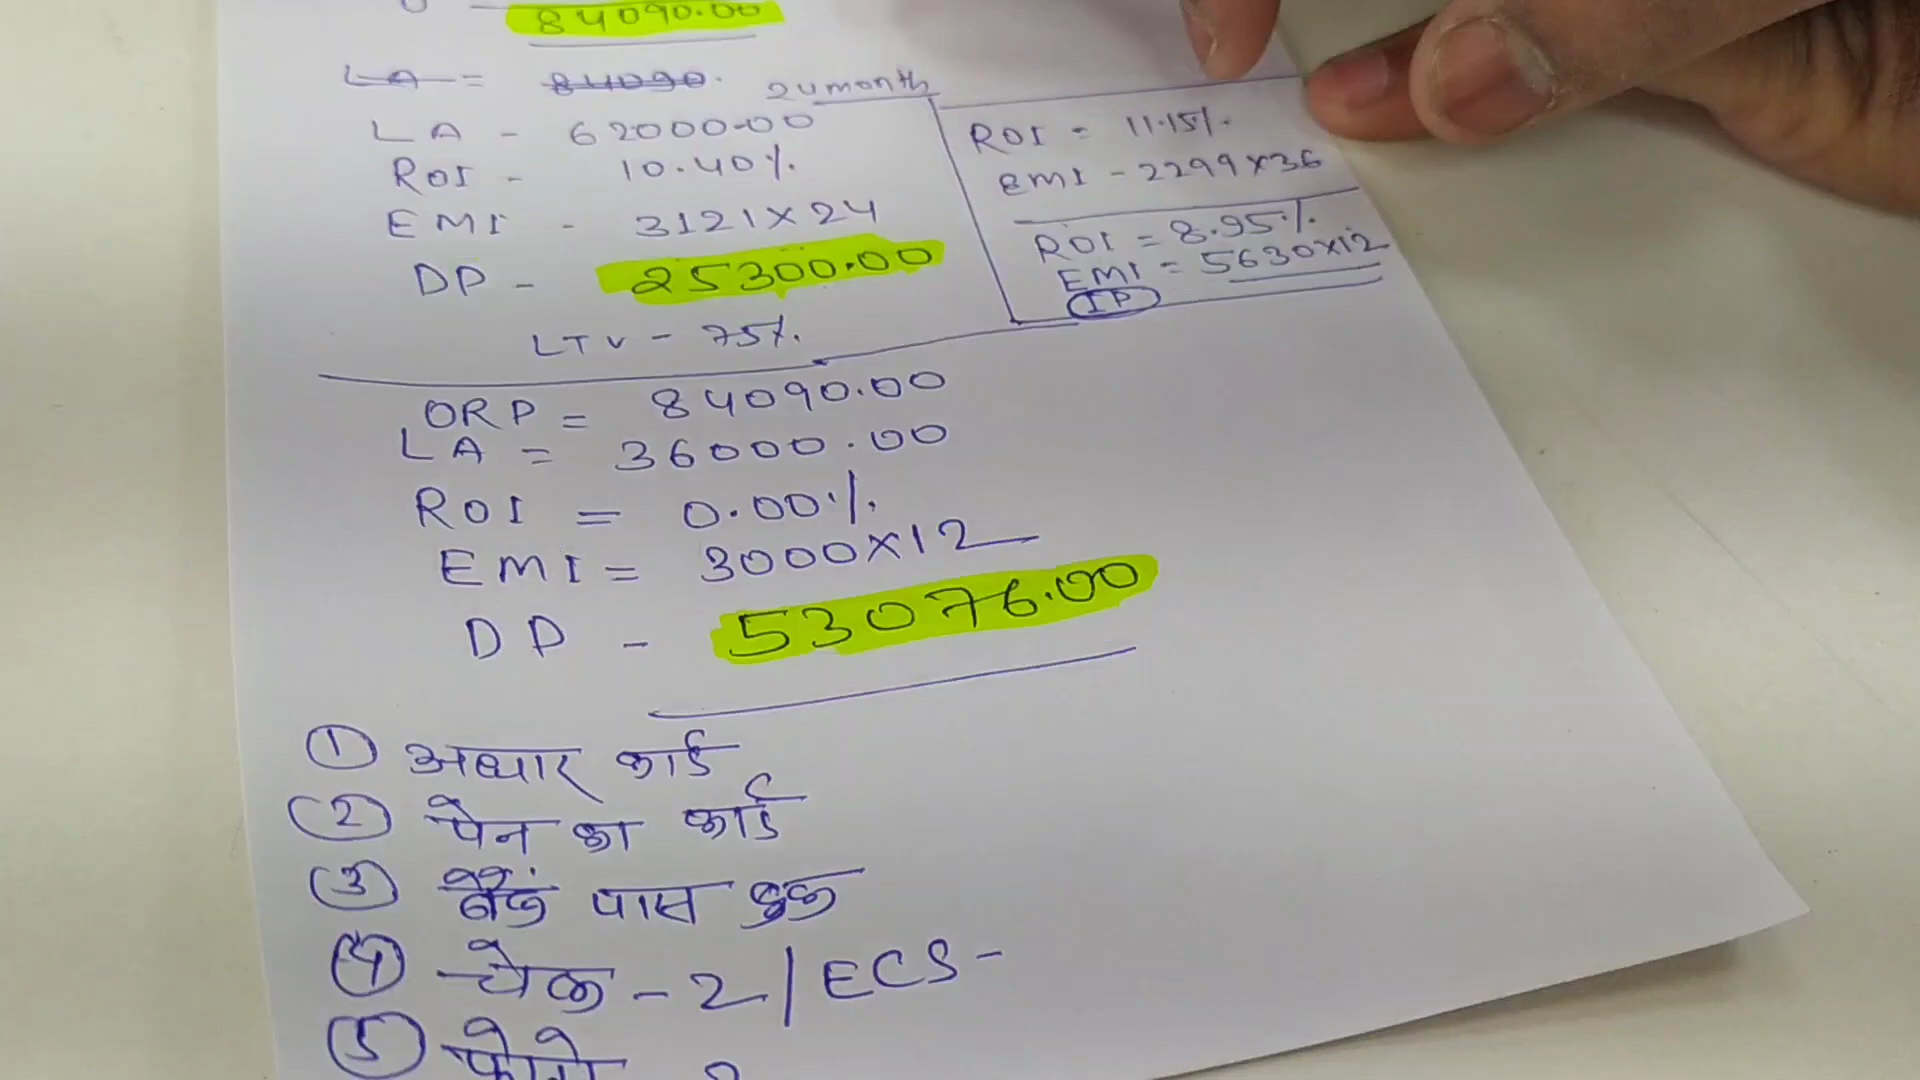 84090.00
LA = 84090.
24month
LA - 62000.00
ROI - 10.40%.
EMI - 3121x24
DP - 25300.00
LTV - 75%.
ROI = 11.15%.
EMI - 2299x36
ROI = 8.95%.
EMI = 5630x12
IP
ORP = 84090.00
LA = 36000.00
ROI = 0.00%.
EMI = 3000x12
DP - 53076.00
① अधार कार्ड
② पेन का कार्ड
③ बैंक पास बुक
④ चेक - 2 / ECS -
⑤ फोटो